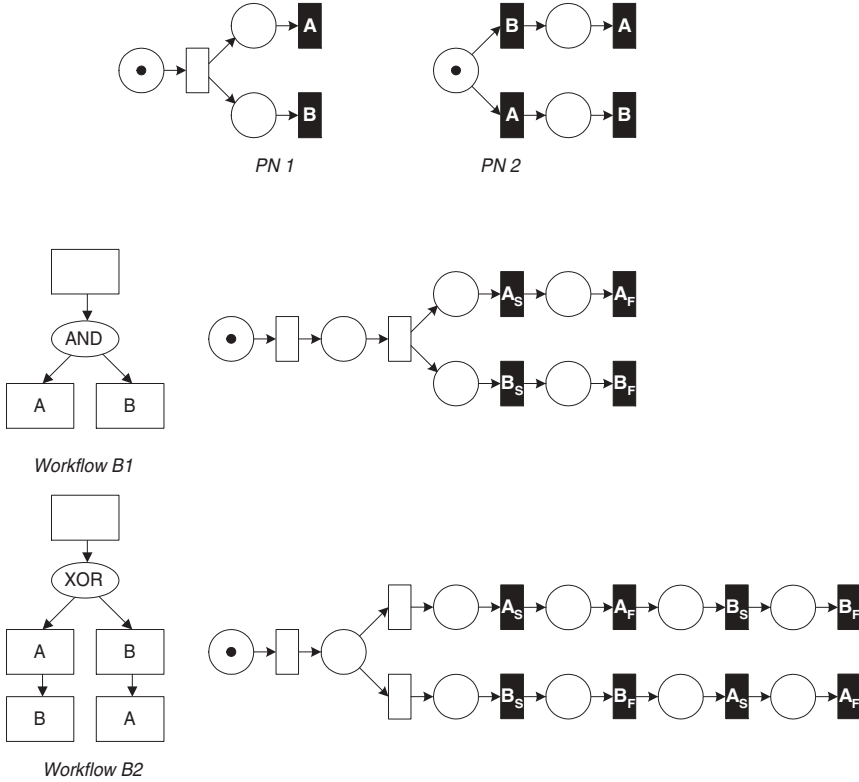 A B A
B A B
PN 1 PN 2
AND
A B
A_S A_F
B_S B_F
Workflow B1
XOR
A B
B A
A_S A_F B_S B_F
B_S B_F A_S A_F
Workflow B2